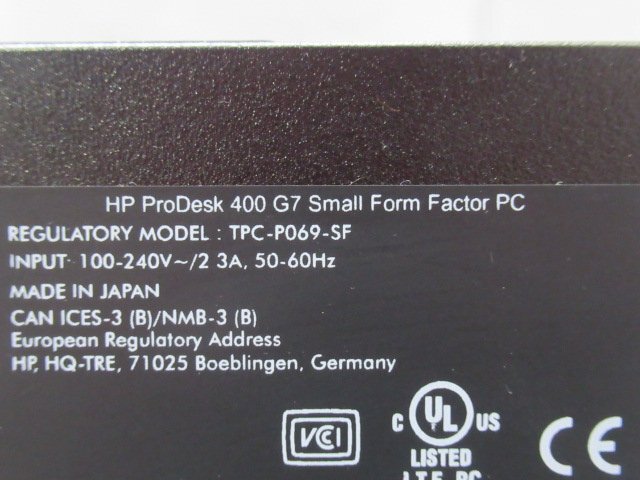 HP ProDesk 400 G7 Small Form Factor PC
REGULATORY MODEL : TPC-P069-SF
INPUT· 100-240V~/2 3A, 50-60Hz
MADE IN JAPAN
CAN ICES-3 (B)/NMB-3 (B)
European Regulatory Address
HP, HQ-TRE, 71025 Boeblingen, Germany
VCI
C UL US
LISTED
I.T.E. PC
CE